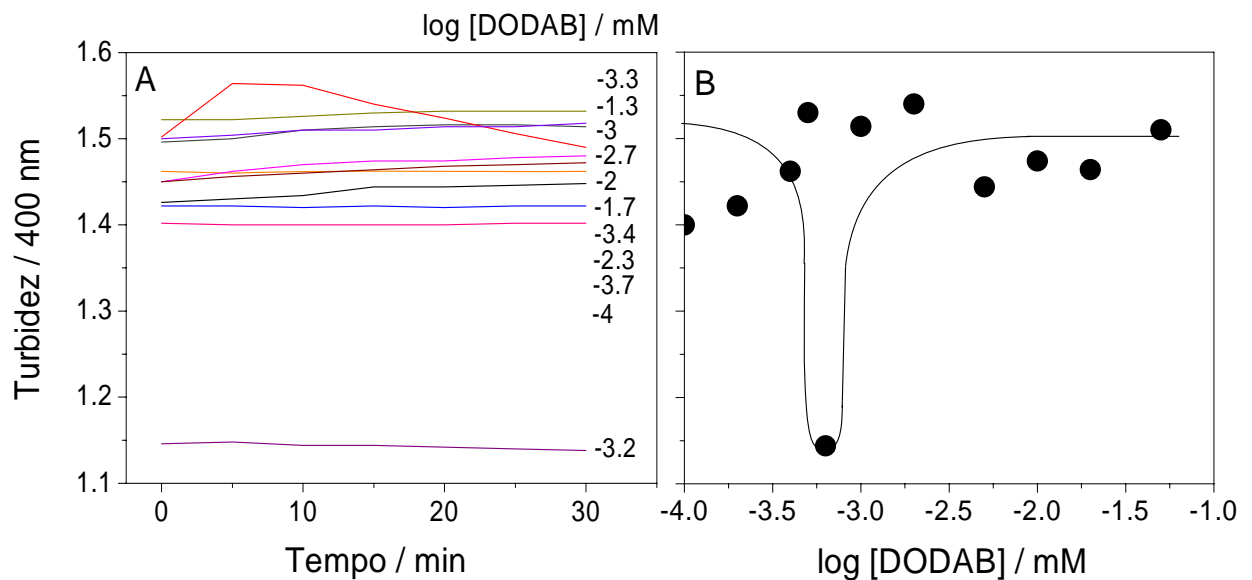 log [DODAB] / mM
A
B
Turbidez / 400 nm
1.6
1.5
1.4
1.3
1.2
1.1
-3.3
-1.3
-3
-2.7
-2
-1.7
-3.4
-2.3
-3.7
-4
-3.2
0 10 20 30
-4.0 -3.5 -3.0 -2.5 -2.0 -1.5 -1.0
Tempo / min
log [DODAB] / mM